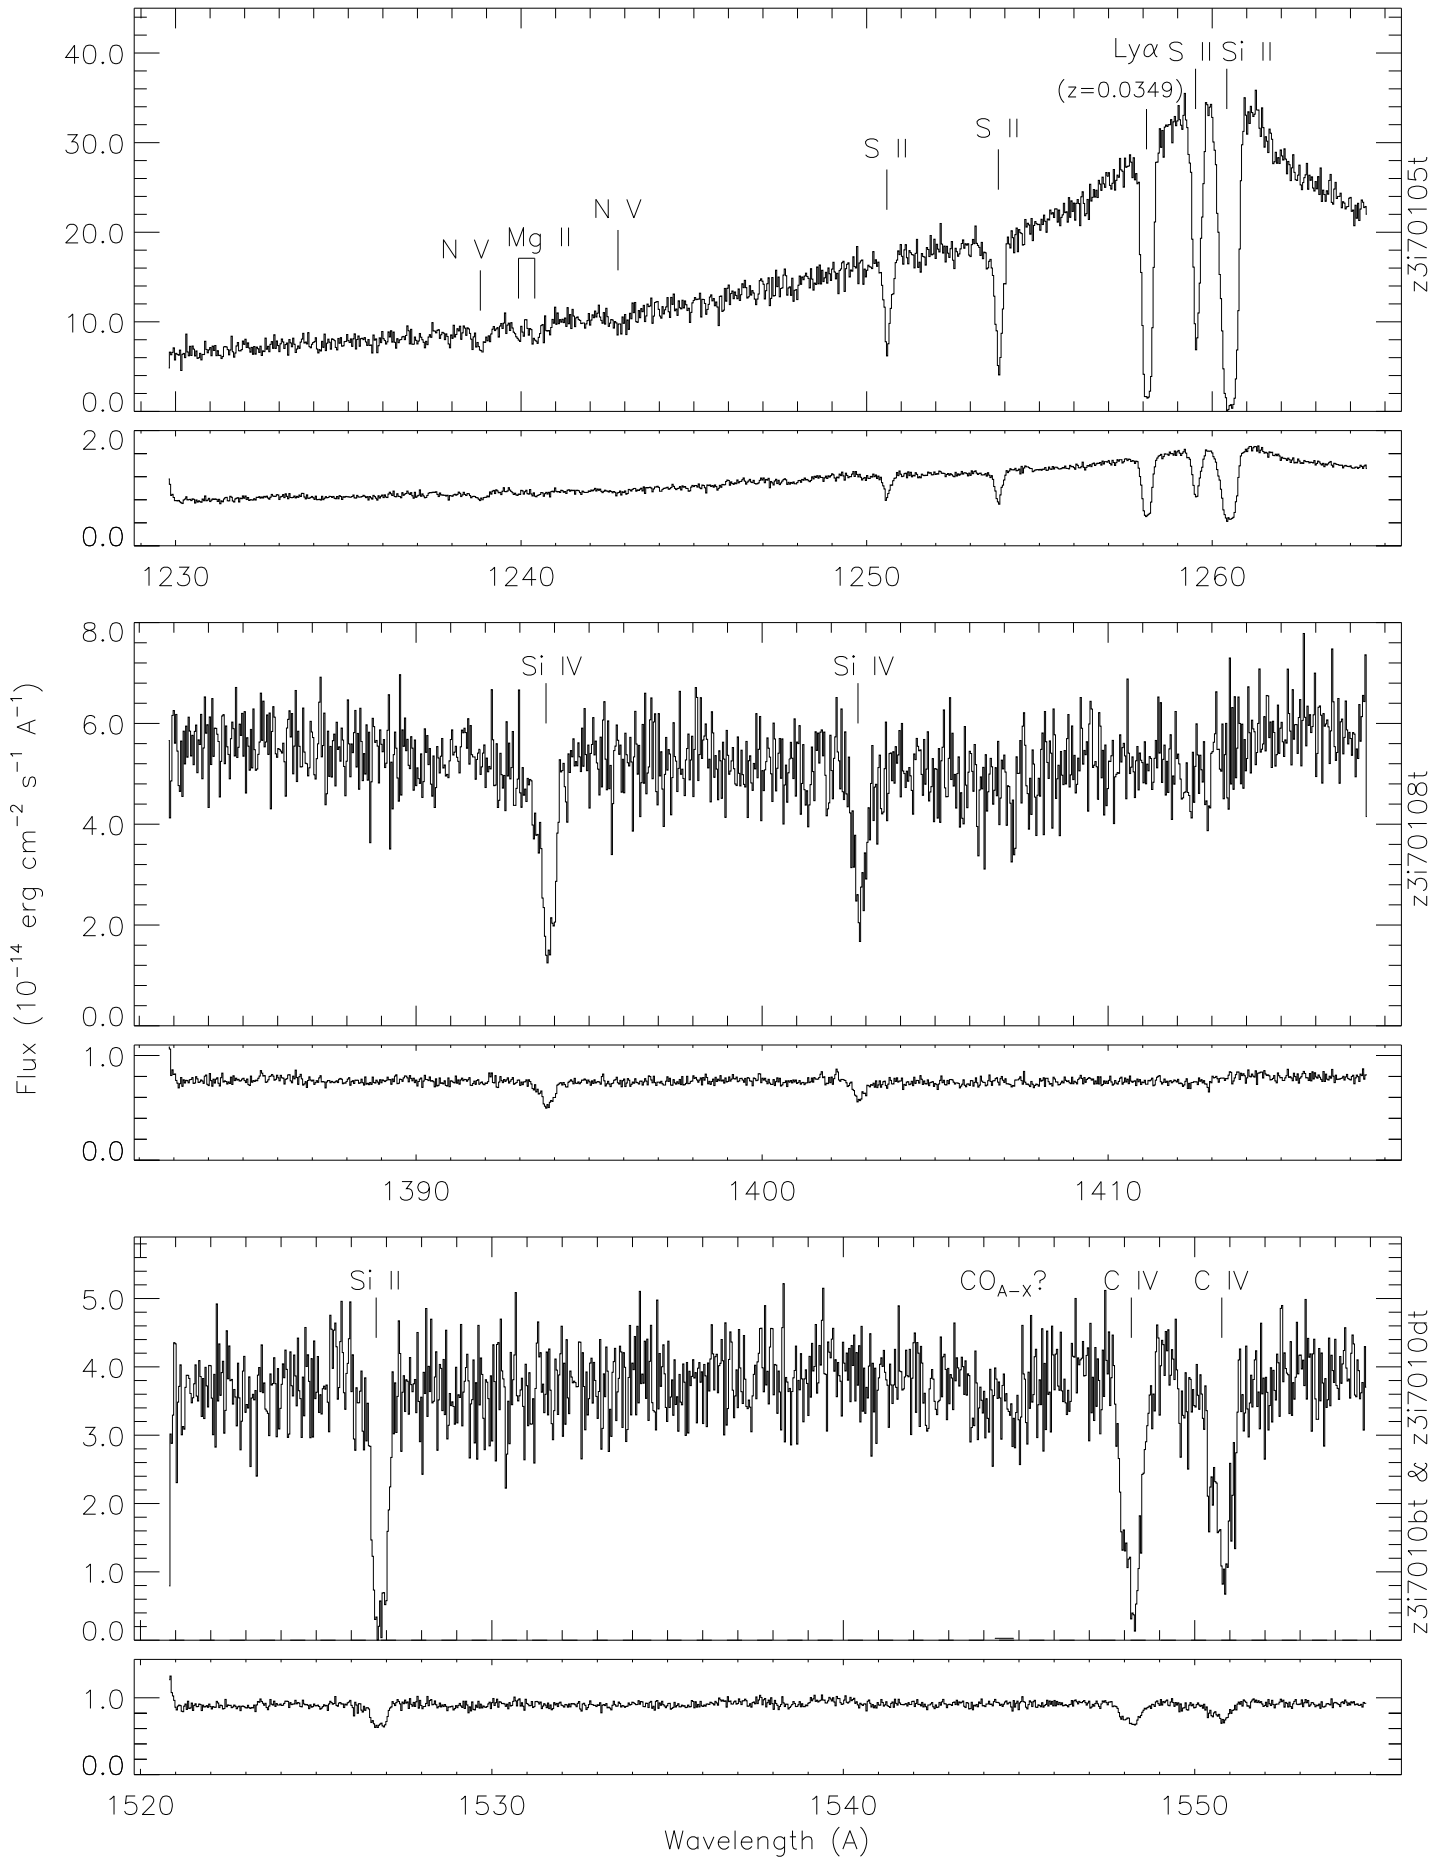 40.0
30.0
20.0
10.0
0.0
Lyα S II Si II
(z=0.0349)
S II
S II
N V
N V
Mg II
z3i70105t
2.0
0.0
1230 1240 1250 1260
8.0
6.0
4.0
2.0
0.0
Si IV
Si IV
z3i70108t
1.0
0.0
1390 1400 1410
Flux (10⁻¹⁴ erg cm⁻² s⁻¹ A⁻¹)
5.0
4.0
3.0
2.0
1.0
0.0
Si II
CO_A-X?
C IV
C IV
z3i7010bt & z3i7010dt
1.0
0.0
1520 1530 1540 1550
Wavelength (A)